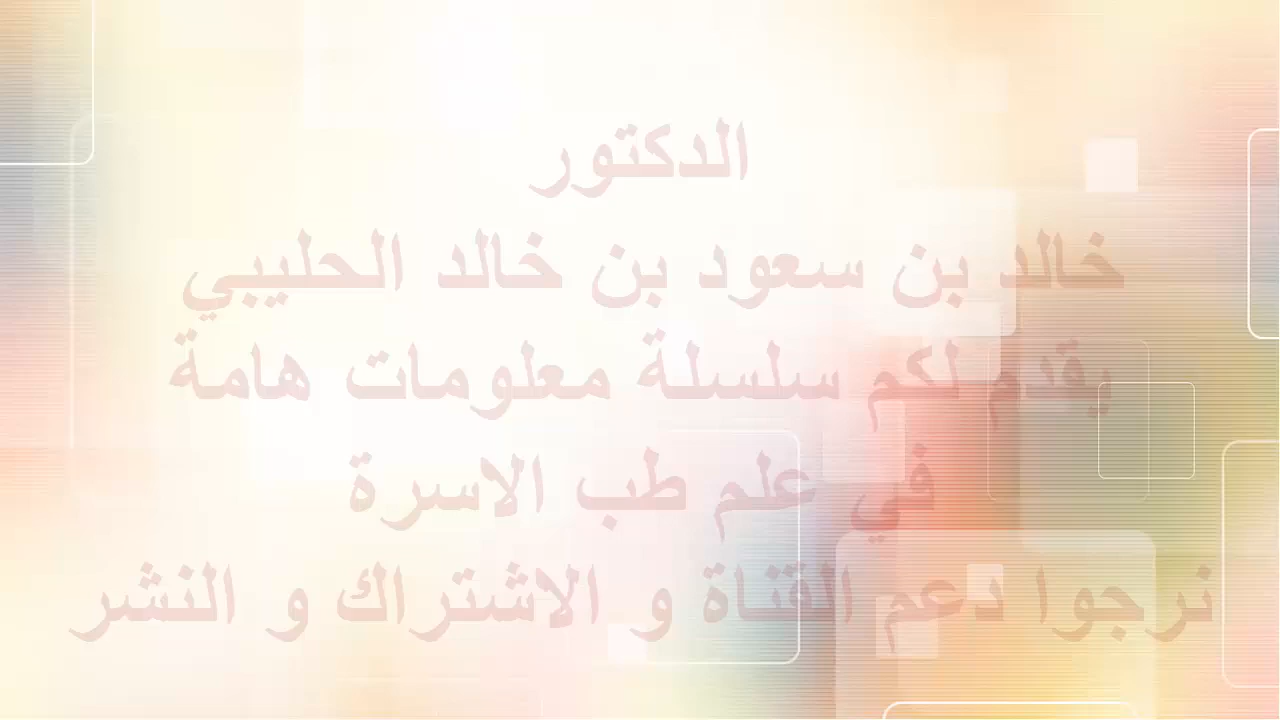 الدكتور
خالد بن سعود بن خالد الحليبي
يقدم لكم سلسلة معلومات هامة
في علم طب الاسرة
نرجوا دعم القناة و الاشتراك و النشر